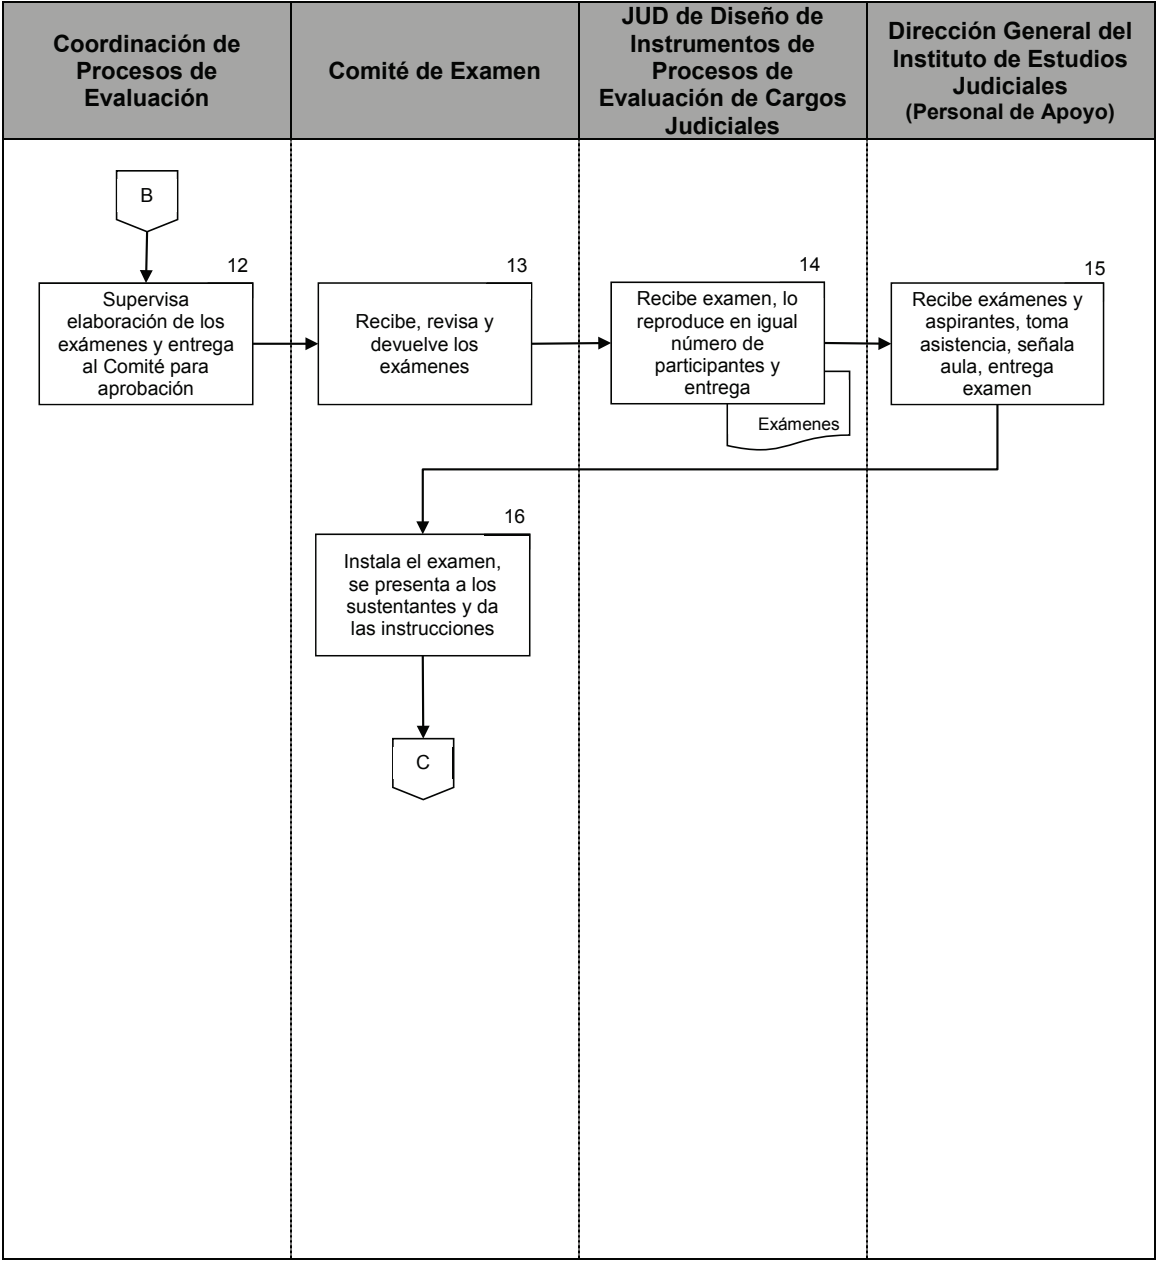 Coordinación de
Procesos de
Evaluación
Comité de Examen
JUD de Diseño de
Instrumentos de
Procesos de
Evaluación de Cargos
Judiciales
Dirección General del
Instituto de Estudios
Judiciales
(Personal de Apoyo)
B
12
Supervisa
elaboración de los
exámenes y entrega
al Comité para
aprobación
13
Recibe, revisa y
devuelve los
exámenes
14
Recibe examen, lo
reproduce en igual
número de
participantes y
entrega
Exámenes
15
Recibe exámenes y
aspirantes, toma
asistencia, señala
aula, entrega
examen
16
Instala el examen,
se presenta a los
sustentantes y da
las instrucciones
C